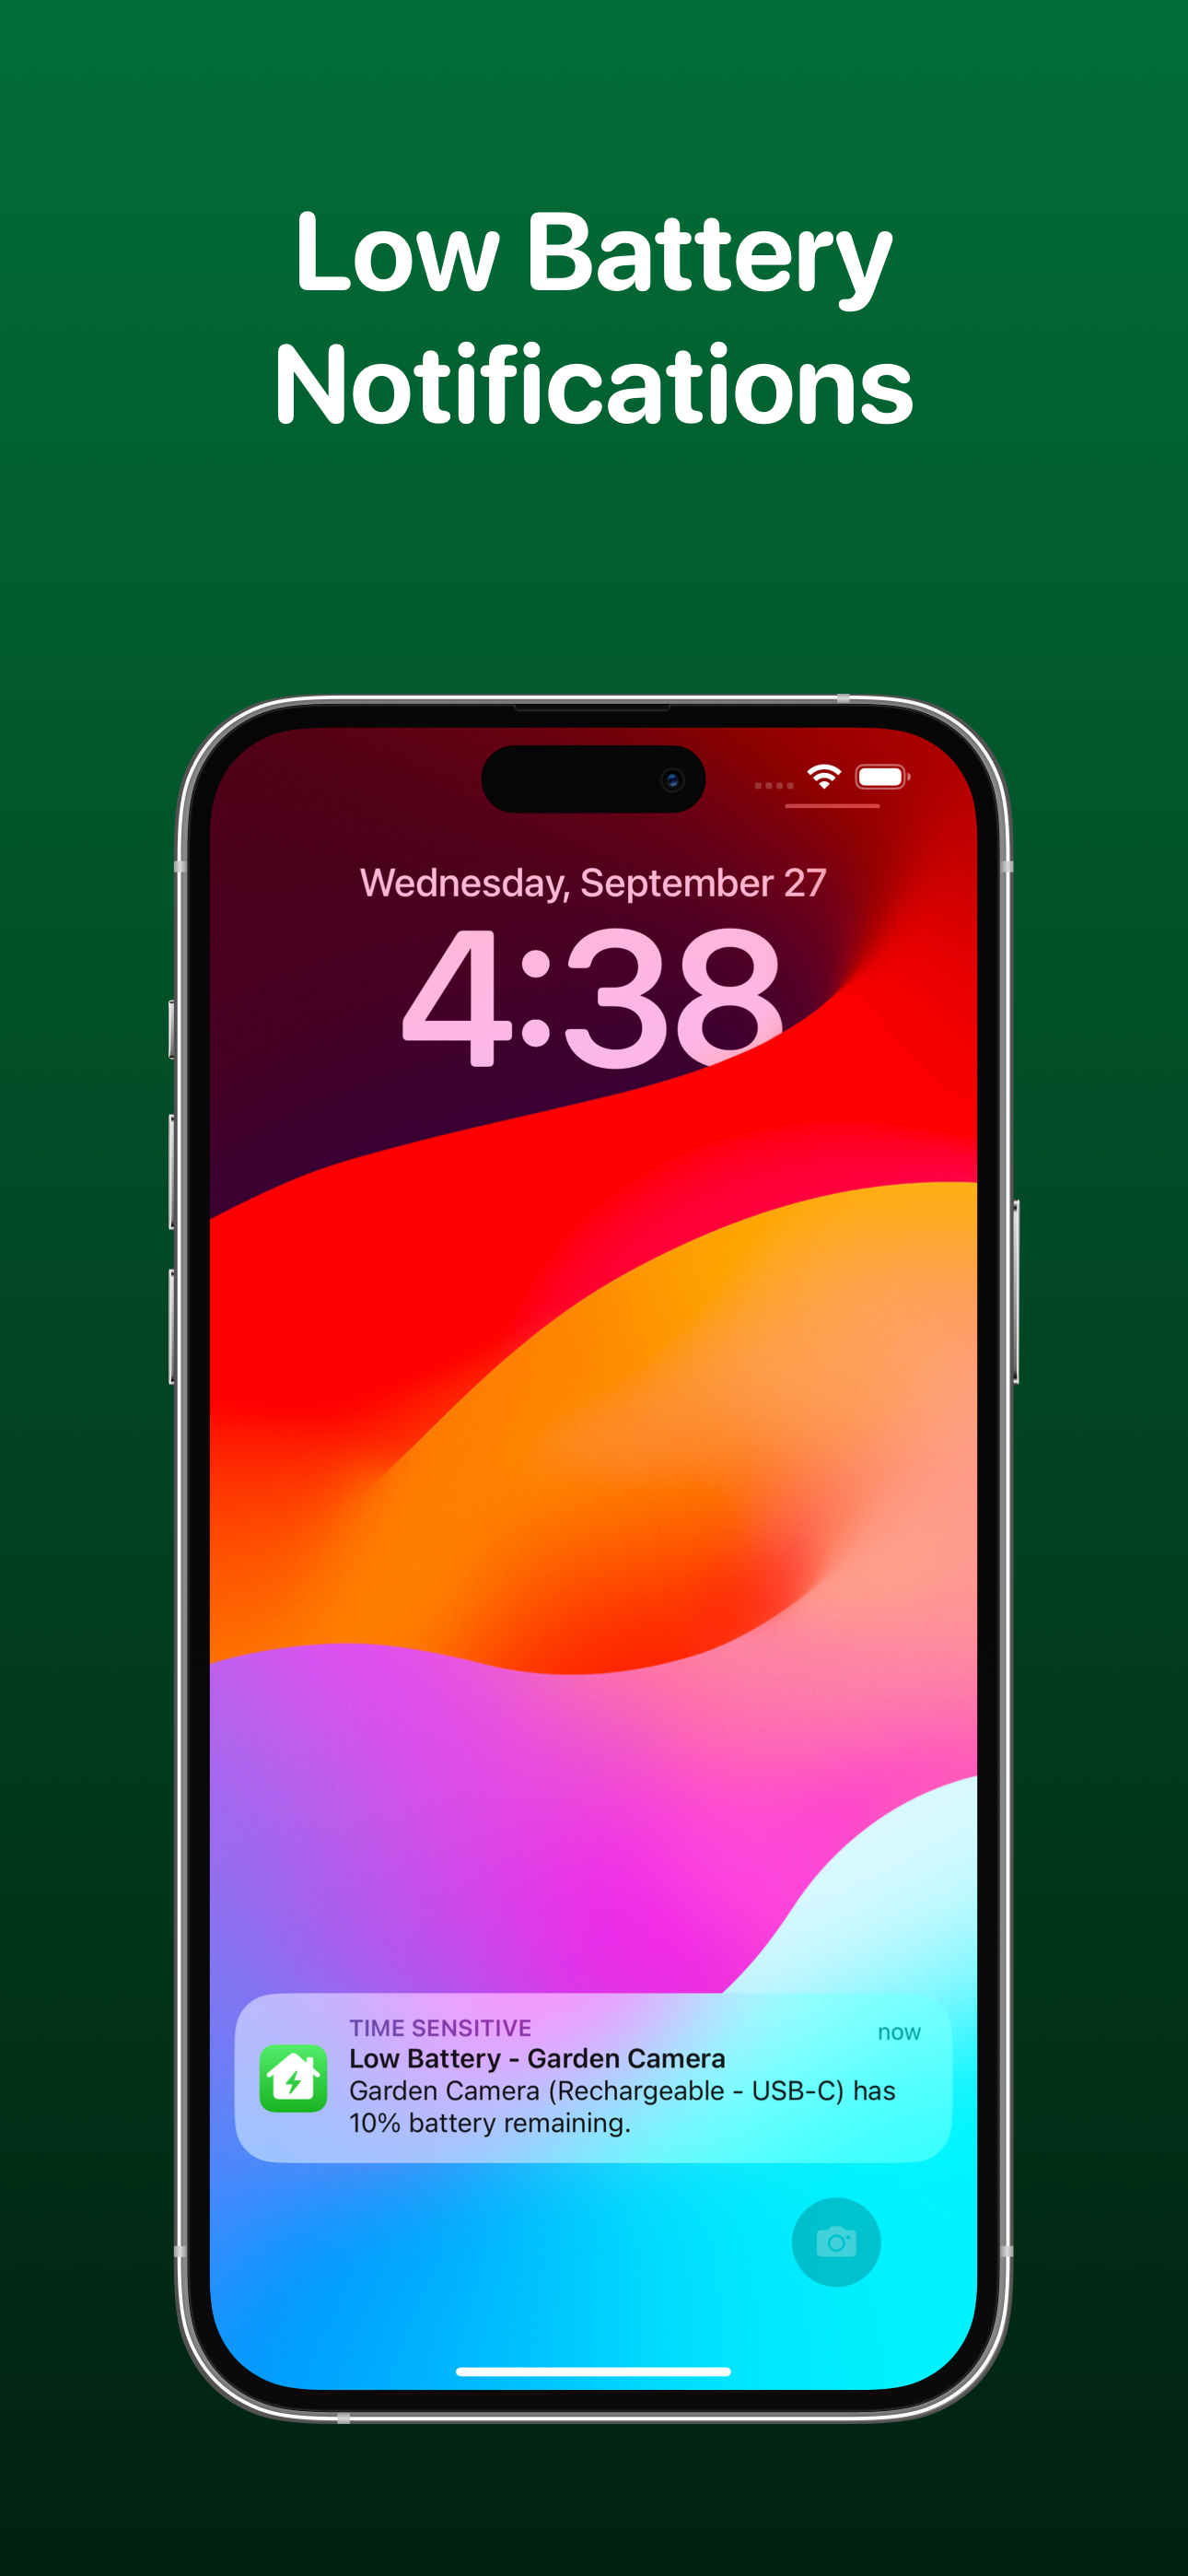 Low Battery
Notifications
Wednesday, September 27
4:38
TIME SENSITIVE
now
Low Battery - Garden Camera
Garden Camera (Rechargeable - USB-C) has
10% battery remaining.